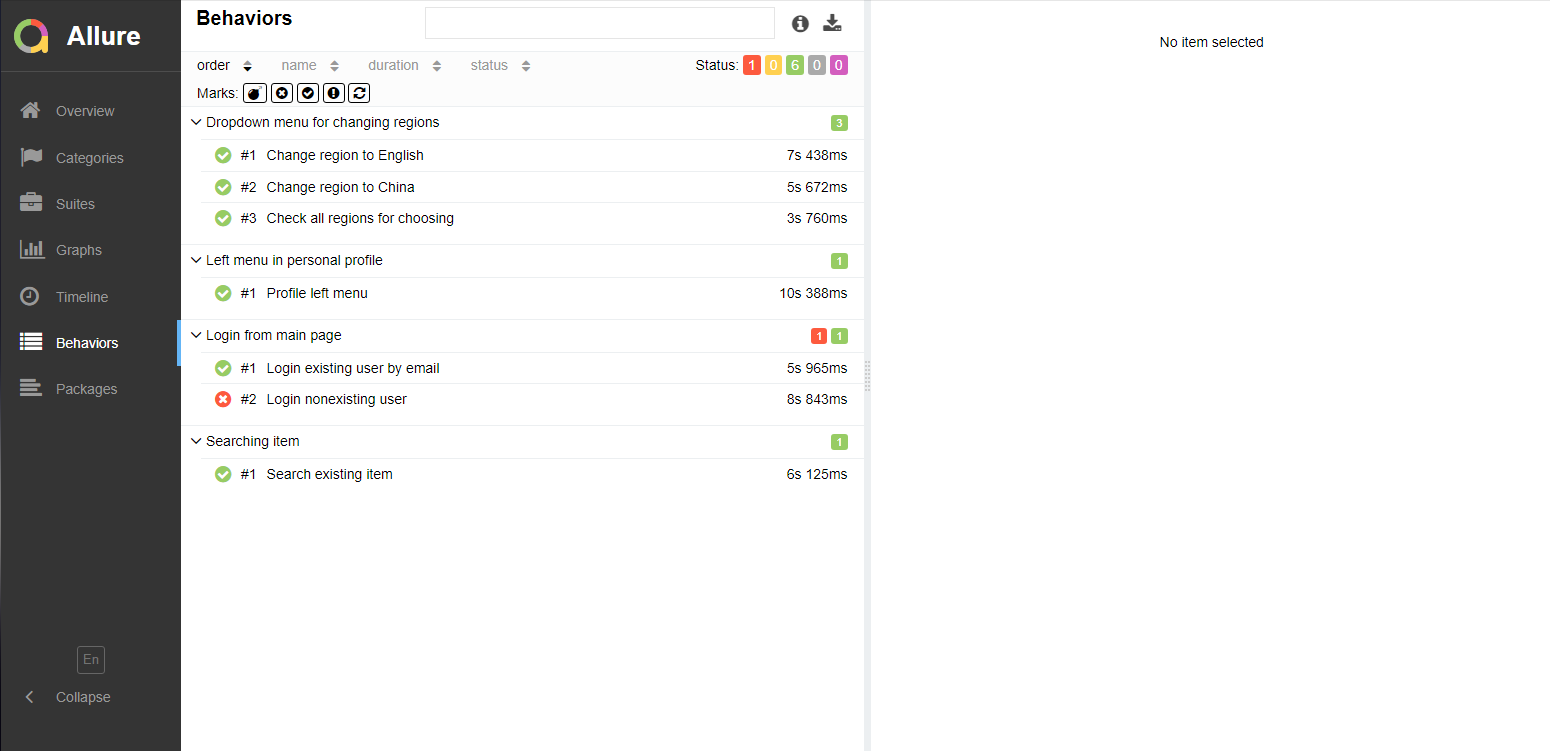 Allure
Overview
Categories
Suites
Graphs
Timeline
Behaviors
Packages
En
Collapse
Behaviors
order name duration status Status: 1 0 6 0 0
Marks:
Dropdown menu for changing regions 3
#1 Change region to English 7s 438ms
#2 Change region to China 5s 672ms
#3 Check all regions for choosing 3s 760ms
Left menu in personal profile 1
#1 Profile left menu 10s 388ms
Login from main page 1 1
#1 Login existing user by email 5s 965ms
#2 Login nonexisting user 8s 843ms
Searching item 1
#1 Search existing item 6s 125ms
No item selected